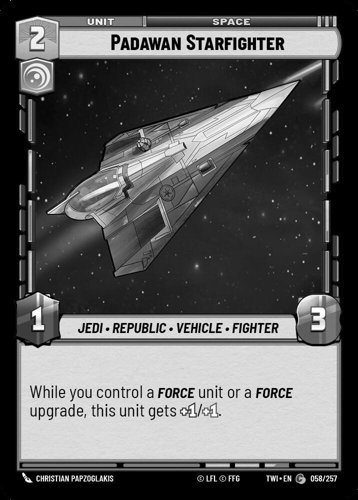 UNIT
SPACE
2
PADAWAN STARFIGHTER
1
3
JEDI • REPUBLIC • VEHICLE • FIGHTER
While you control a FORCE unit or a FORCE
upgrade, this unit gets +1/+1.
CHRISTIAN PAPZOGLAKIS
© LFL © FFG
TWI • EN C 058/257